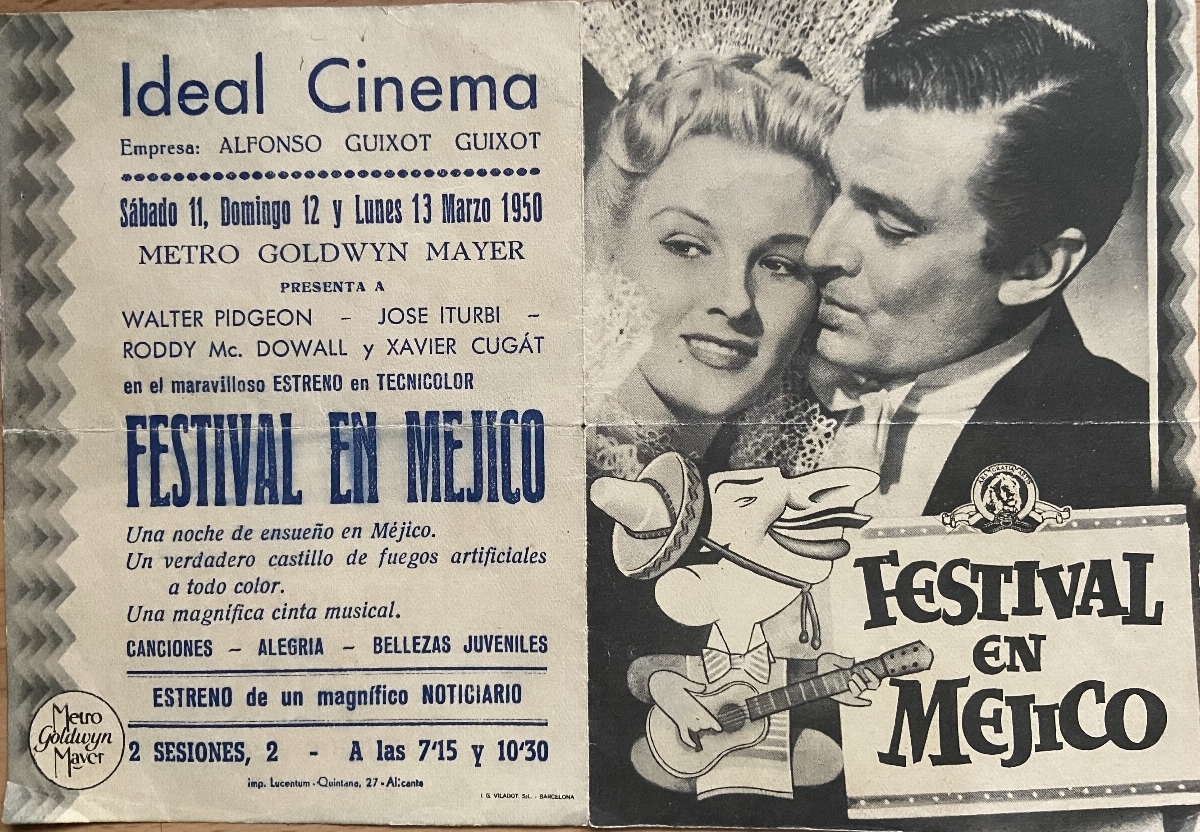 Ideal Cinema
Empresa: ALFONSO GUIXOT GUIXOT
Sábado 11, Domingo 12 y Lunes 13 Marzo 1950
METRO GOLDWYN MAYER
PRESENTA A
WALTER PIDGEON - JOSE ITURBI -
RODDY Mc. DOWALL y XAVIER CUGÁT
en el maravilloso ESTRENO en TECNICOLOR
FESTIVAL EN MEJICO
Una noche de ensueño en Méjico.
Un verdadero castillo de fuegos artificiales
a todo color.
Una magnífica cinta musical.
CANCIONES - ALEGRIA - BELLEZAS JUVENILES
ESTRENO de un magnífico NOTICIARIO
2 SESIONES, 2 - A las 7'15 y 10'30
imp. Lucentum - Quintana, 27 - Alicante
Metro
Goldwyn
Mayer
I. G. VILADOT. S.L. - BARCELONA
ARS GRATIA ARTIS
FESTIVAL
EN
MEJICO